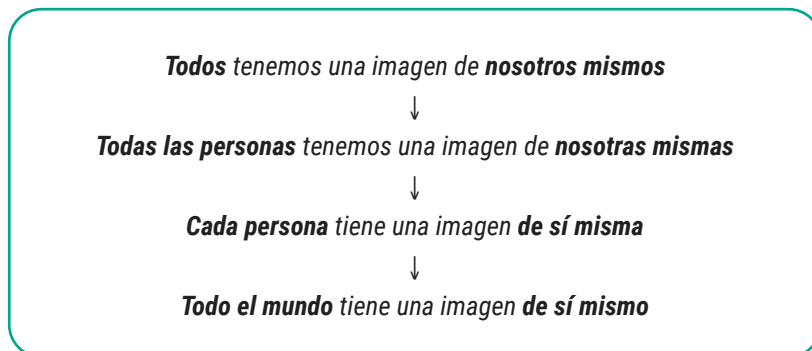 Todos tenemos una imagen de nosotros mismos
↓
Todas las personas tenemos una imagen de nosotras mismas
↓
Cada persona tiene una imagen de sí misma
↓
Todo el mundo tiene una imagen de sí mismo